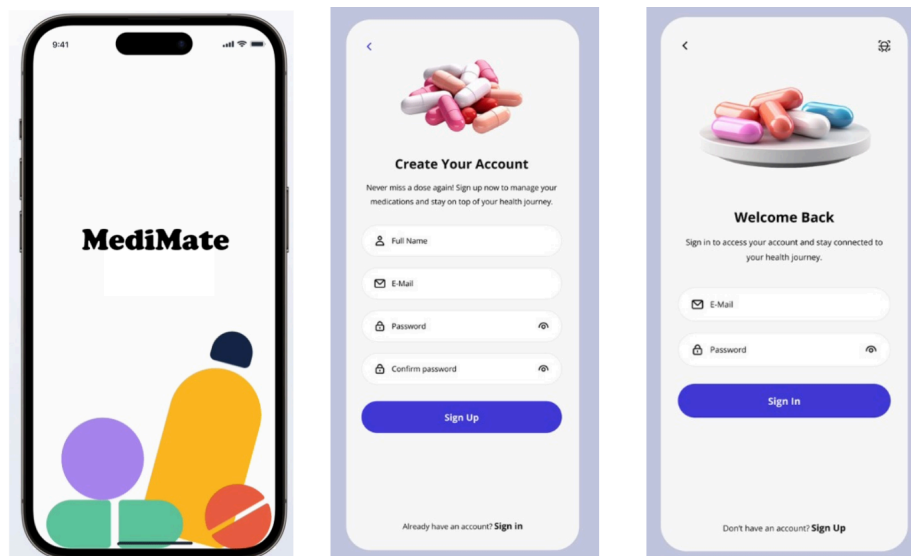 9:41
MediMate
Create Your Account
Never miss a dose again! Sign up now to manage your
medications and stay on top of your health journey.
Full Name
E-Mail
Password
Confirm password
Sign Up
Already have an account? Sign in
Welcome Back
Sign in to access your account and stay connected to
your health journey.
E-Mail
Password
Sign In
Don't have an account? Sign Up